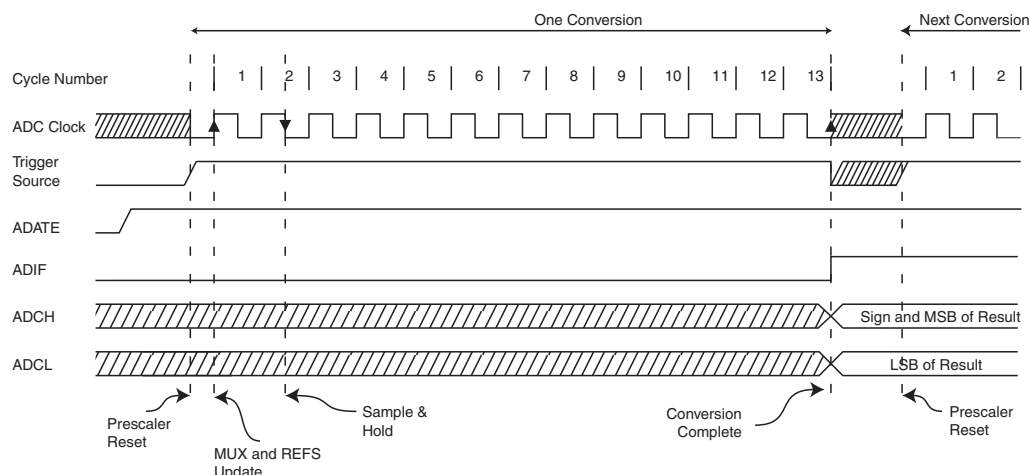 One Conversion
Next Conversion
Cycle Number
1 2 3 4 5 6 7 8 9 10 11 12 13 1 2
ADC Clock
Trigger
Source
ADATE
ADIF
ADCH
Sign and MSB of Result
ADCL
LSB of Result
Prescaler
Reset
MUX and REFS
Update
Sample &
Hold
Conversion
Complete
Prescaler
Reset